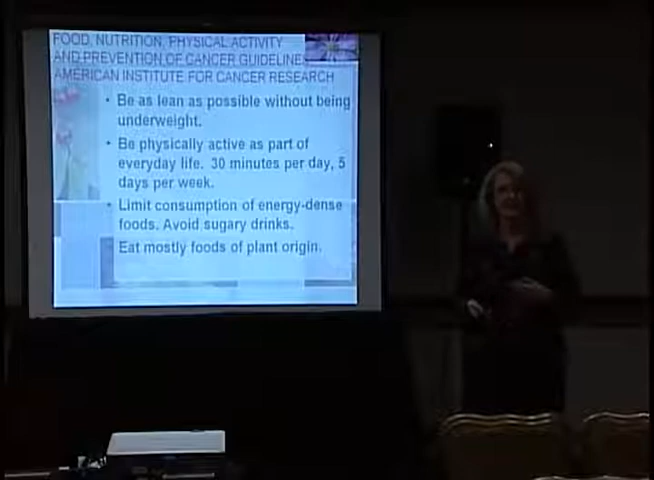 FOOD, NUTRITION, PHYSICAL ACTIVITY
AND PREVENTION OF CANCER GUIDELINES
AMERICAN INSTITUTE FOR CANCER RESEARCH
• Be as lean as possible without being
underweight.
• Be physically active as part of
everyday life. 30 minutes per day, 5
days per week.
• Limit consumption of energy-dense
foods. Avoid sugary drinks.
• Eat mostly foods of plant origin.